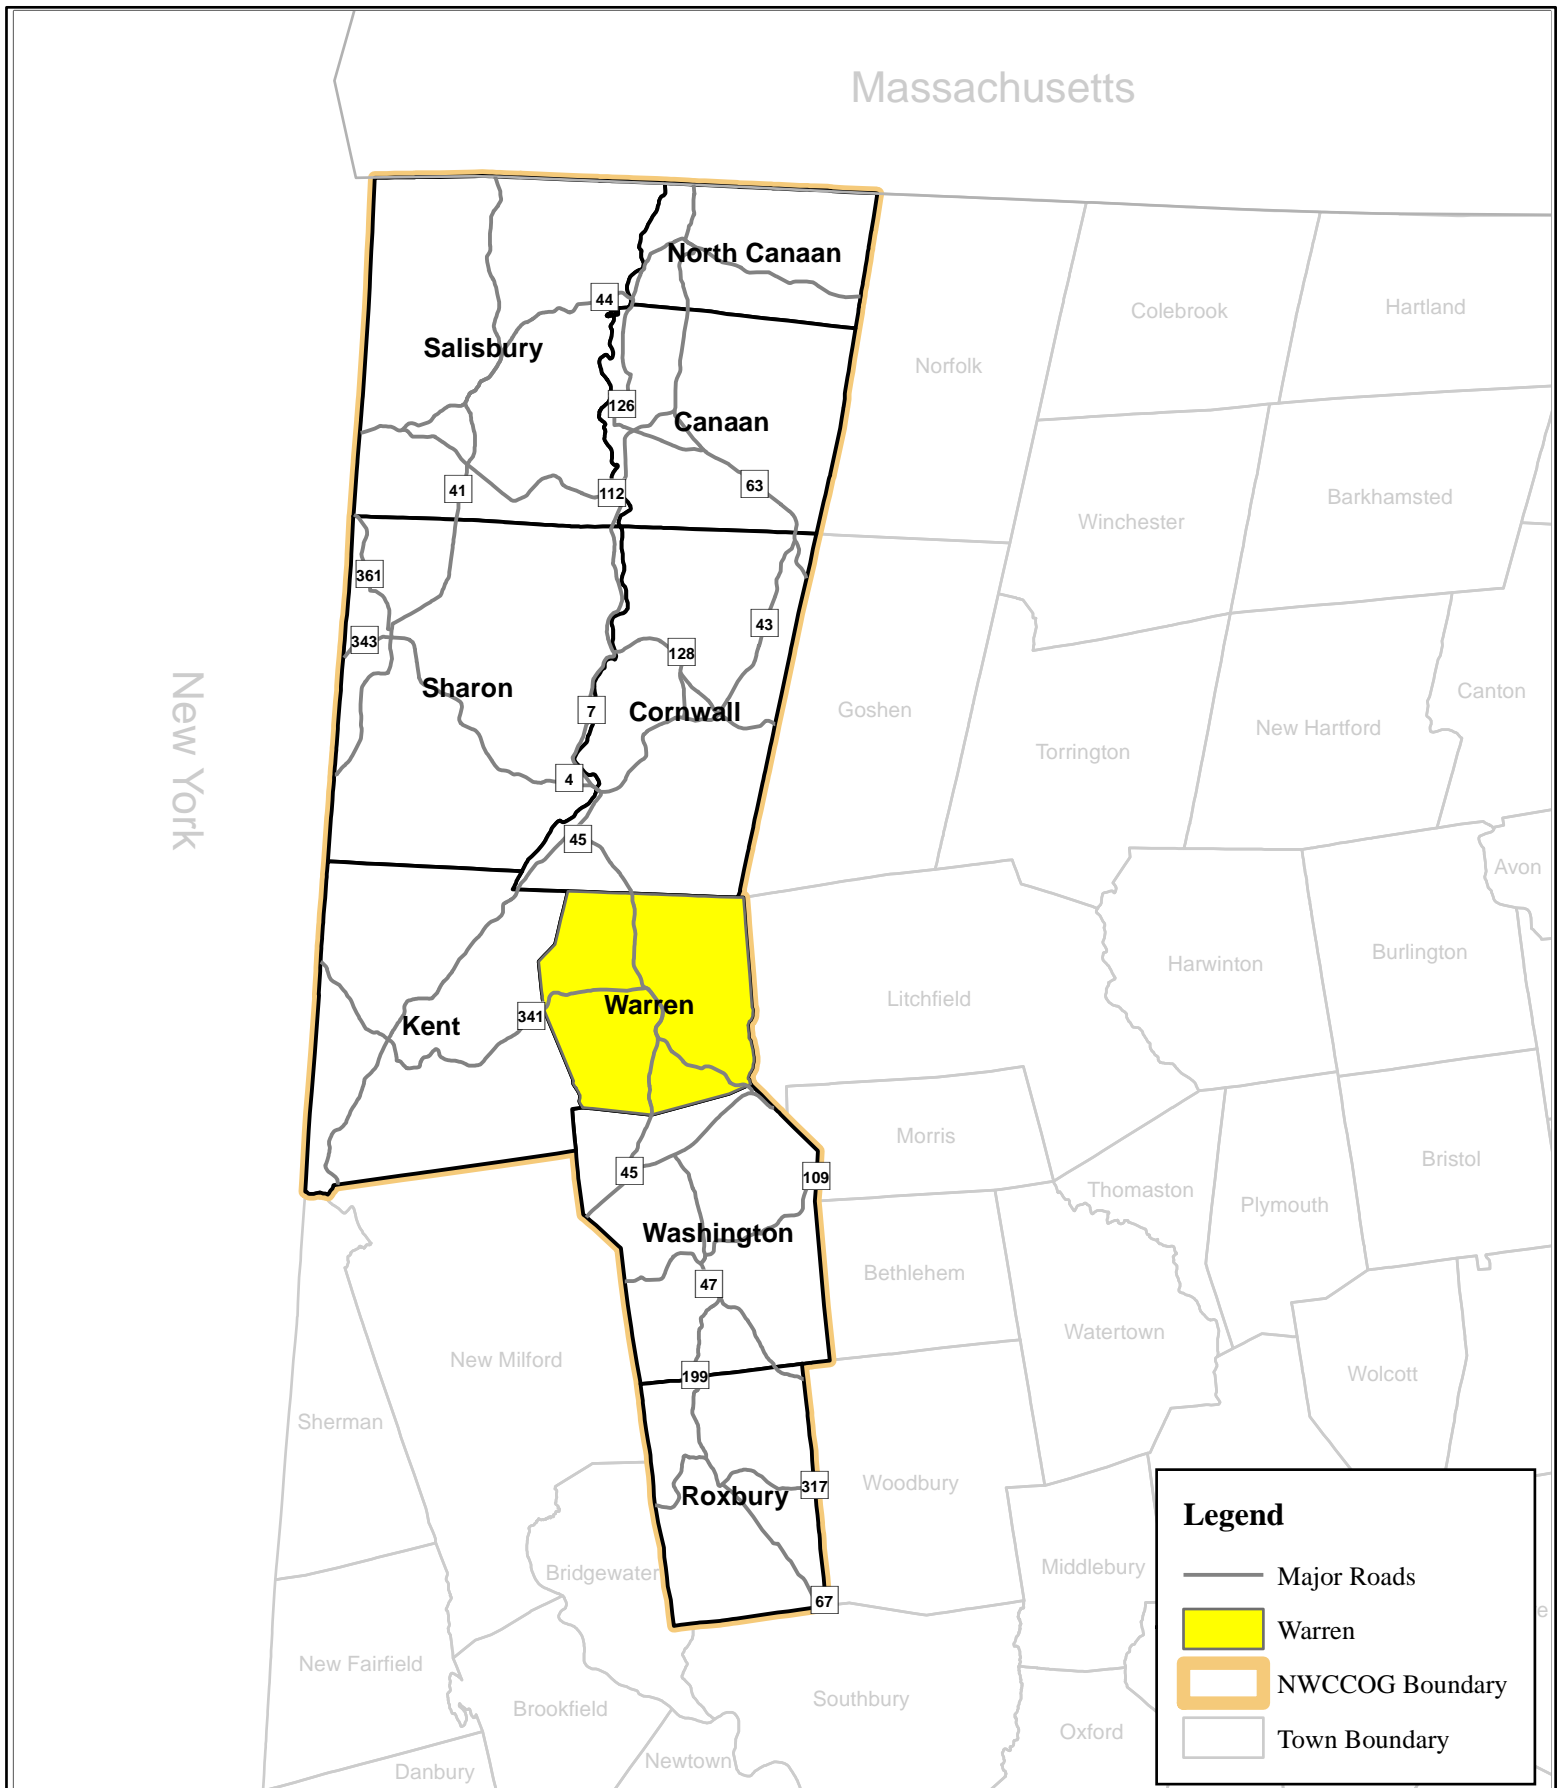 Massachusetts
North Canaan
44
Colebrook
Hartland
Salisbury
Norfolk
126
Canaan
63
41
112
Barkhamsted
Winchester
361
43
343
128
New York
Sharon
Canton
7
Cornwall
Goshen
New Hartford
Torrington
4
45
Avon
Burlington
Harwinton
Litchfield
Warren
341
Kent
Morris
Bristol
45
109
Thomaston
Plymouth
Washington
Bethlehem
47
Watertown
New Milford
199
Wolcott
Sherman
Woodbury
317
Roxbury
Middlebury
Bridgewater
67
e
New Fairfield
Southbury
Brookfield
Oxford
Newtown
Danbury
Legend
Major Roads
Warren
NWCCOG Boundary
Town Boundary